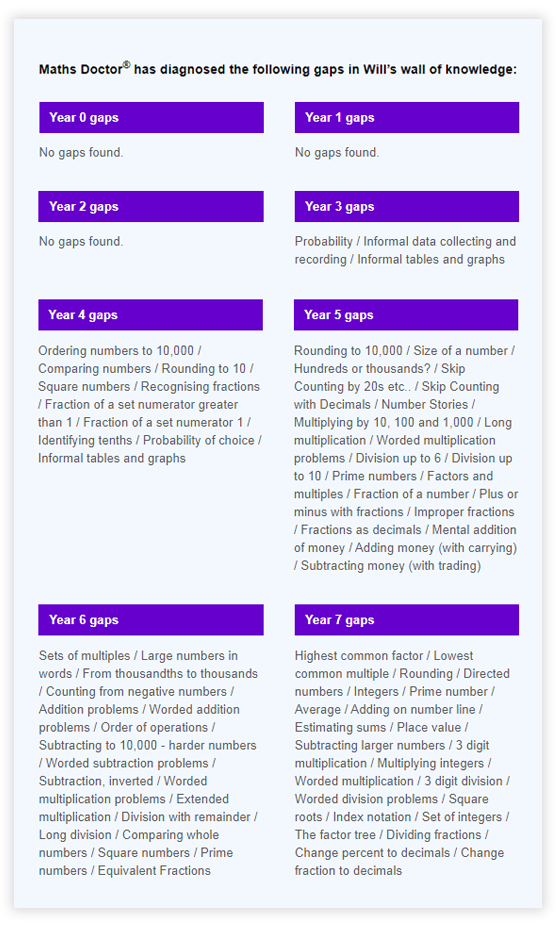 Maths Doctor® has diagnosed the following gaps in Will's wall of knowledge:
Year 0 gaps
No gaps found.
Year 1 gaps
No gaps found.
Year 2 gaps
No gaps found.
Year 3 gaps
Probability / Informal data collecting and
recording / Informal tables and graphs
Year 4 gaps
Ordering numbers to 10,000 /
Comparing numbers / Rounding to 10 /
Square numbers / Recognising fractions
/ Fraction of a set numerator greater
than 1 / Fraction of a set numerator 1 /
Identifying tenths / Probability of choice /
Informal tables and graphs
Year 5 gaps
Rounding to 10,000 / Size of a number /
Hundreds or thousands? / Skip
Counting by 20s etc.. / Skip Counting
with Decimals / Number Stories /
Multiplying by 10, 100 and 1,000 / Long
multiplication / Worded multiplication
problems / Division up to 6 / Division up
to 10 / Prime numbers / Factors and
multiples / Fraction of a number / Plus or
minus with fractions / Improper fractions
/ Fractions as decimals / Mental addition
of money / Adding money (with carrying)
/ Subtracting money (with trading)
Year 6 gaps
Sets of multiples / Large numbers in
words / From thousandths to thousands
/ Counting from negative numbers /
Addition problems / Worded addition
problems / Order of operations /
Subtracting to 10,000 - harder numbers
/ Worded subtraction problems /
Subtraction, inverted / Worded
multiplication problems / Extended
multiplication / Division with remainder /
Long division / Comparing whole
numbers / Square numbers / Prime
numbers / Equivalent Fractions
Year 7 gaps
Highest common factor / Lowest
common multiple / Rounding / Directed
numbers / Integers / Prime number /
Average / Adding on number line /
Estimating sums / Place value /
Subtracting larger numbers / 3 digit
multiplication / Multiplying integers /
Worded multiplication / 3 digit division /
Worded division problems / Square
roots / Index notation / Set of integers /
The factor tree / Dividing fractions /
Change percent to decimals / Change
fraction to decimals